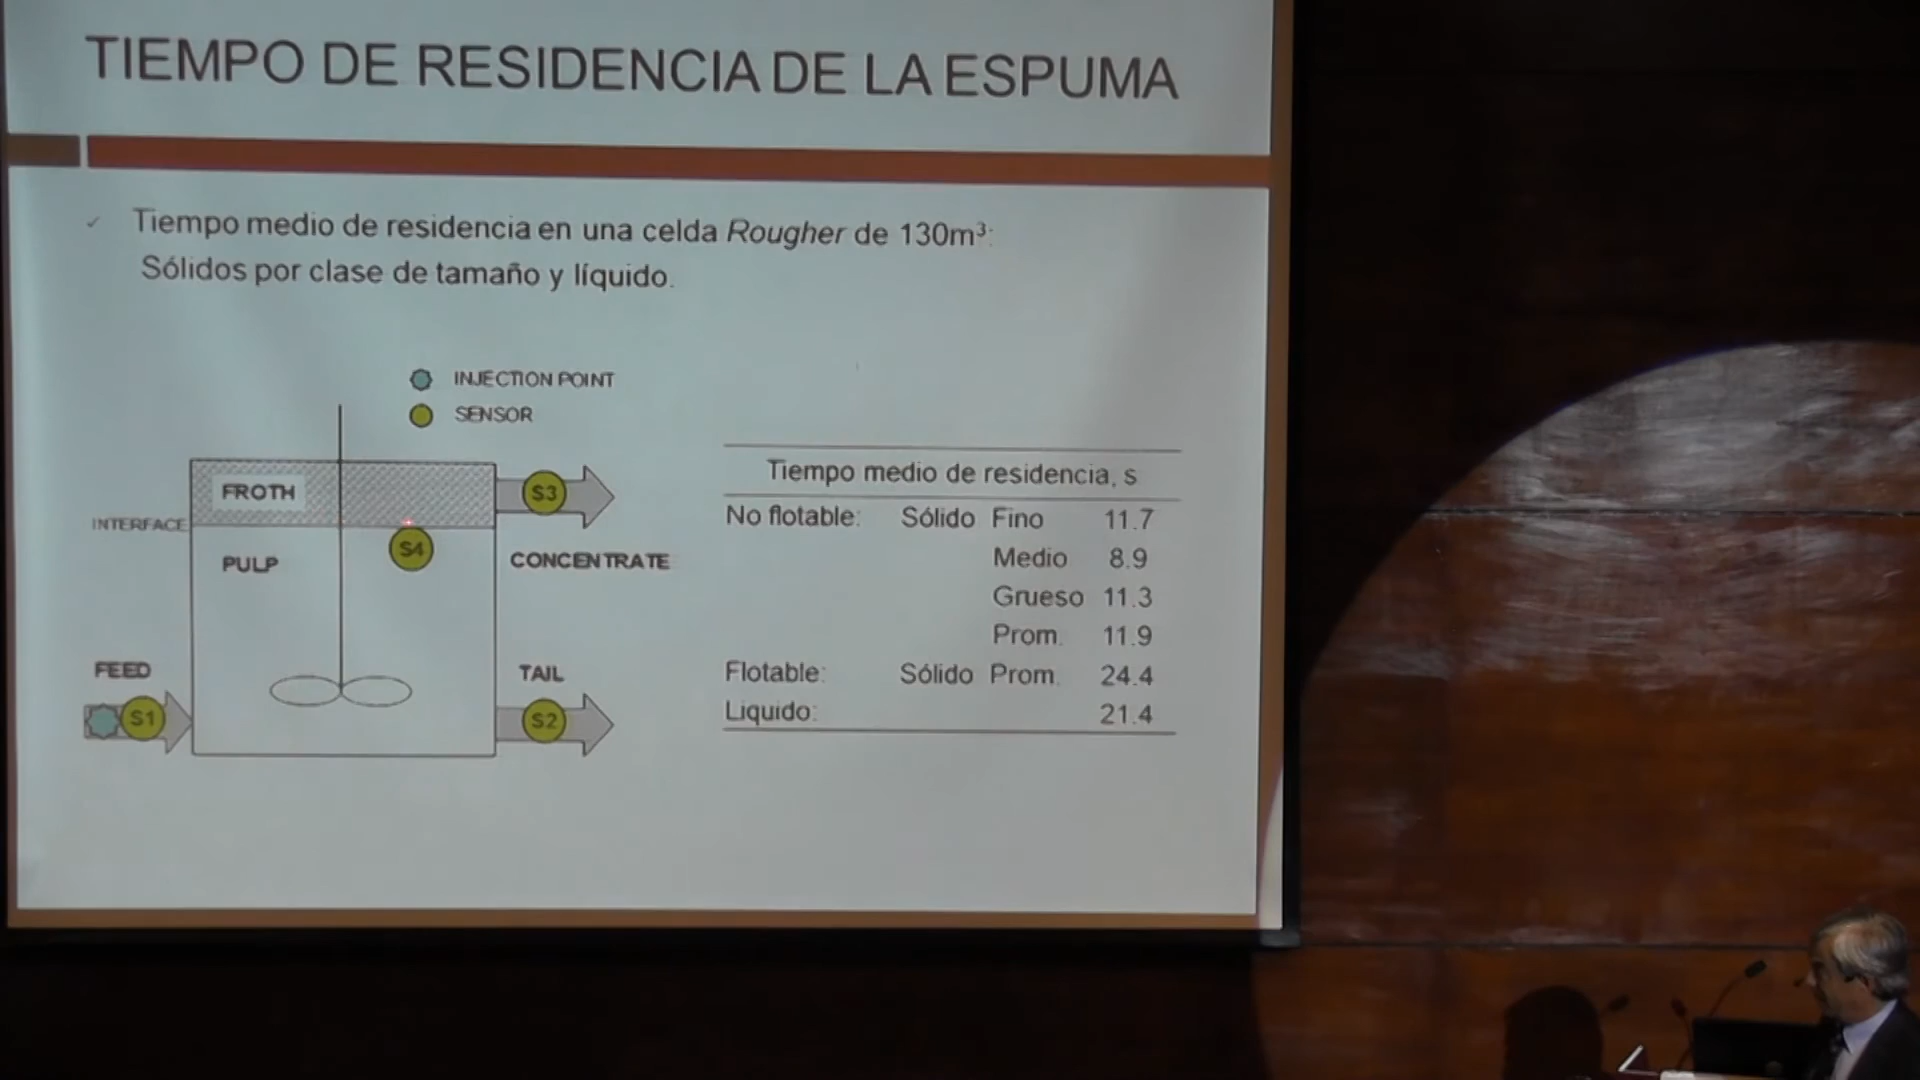 TIEMPO DE RESIDENCIA DE LA ESPUMA
✓ Tiempo medio de residencia en una celda Rougher de 130m³:
Sólidos por clase de tamaño y líquido.
INJECTION POINT
SENSOR
FROTH
S3
INTERFACE
S4
PULP
CONCENTRATE
FEED
TAIL
S1
S2
Tiempo medio de residencia, s
No flotable: Sólido Fino 11.7
Medio 8.9
Grueso 11.3
Prom. 11.9
Flotable: Sólido Prom. 24.4
Liquido: 21.4